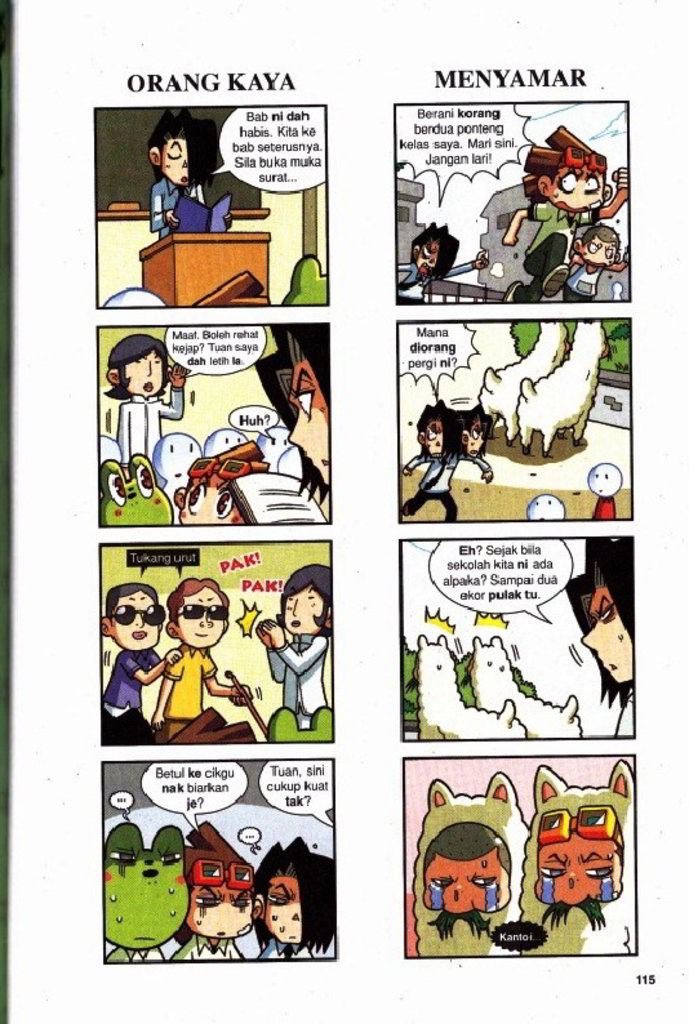 ORANG KAYA
Bab ni dah
habis. Kita ke
bab seterusnya.
Sila buka muka
surat...
Maaf. Boleh rehat
kejap? Tuan saya
dah letih la.
Huh?
Tukang urut
PAK!
PAK!
...
Betul ke cikgu
nak biarkan
je?
...
Tuan, sini
cukup kuat
tak?
MENYAMAR
Berani korang
berdua ponteng
kelas saya. Mari sini.
Jangan lari!
Mana
diorang
pergi ni?
Eh? Sejak bila
sekolah kita ni ada
alpaka? Sampai dua
ekor pulak tu.
Kantoi...
115